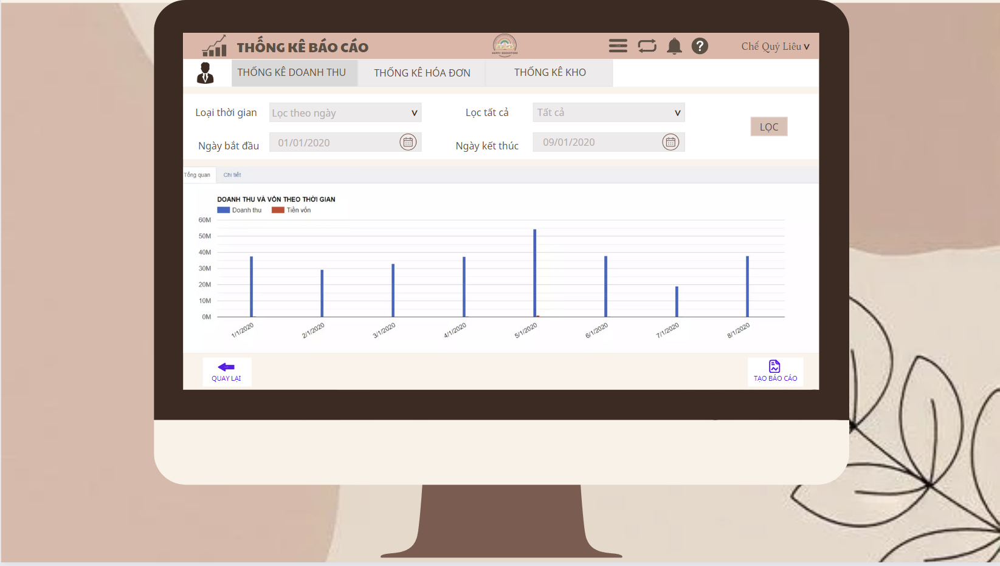 THỐNG KÊ BÁO CÁO
HAPPY BOOKSTORE
Chế Quý Liêu
THỐNG KÊ DOANH THU
THỐNG KÊ HÓA ĐƠN
THỐNG KÊ KHO
Loại thời gian
Lọc theo ngày
Lọc tất cả
Tất cả
LỌC
Ngày bắt đầu
01/01/2020
Ngày kết thúc
09/01/2020
Tổng quan
Chi tiết
DOANH THU VÀ VỐN THEO THỜI GIAN
Doanh thu
Tiền vốn
60M
50M
40M
30M
20M
10M
0M
1/1/2020
2/1/2020
3/1/2020
4/1/2020
5/1/2020
6/1/2020
7/1/2020
8/1/2020
QUAY LẠI
TẠO BÁO CÁO